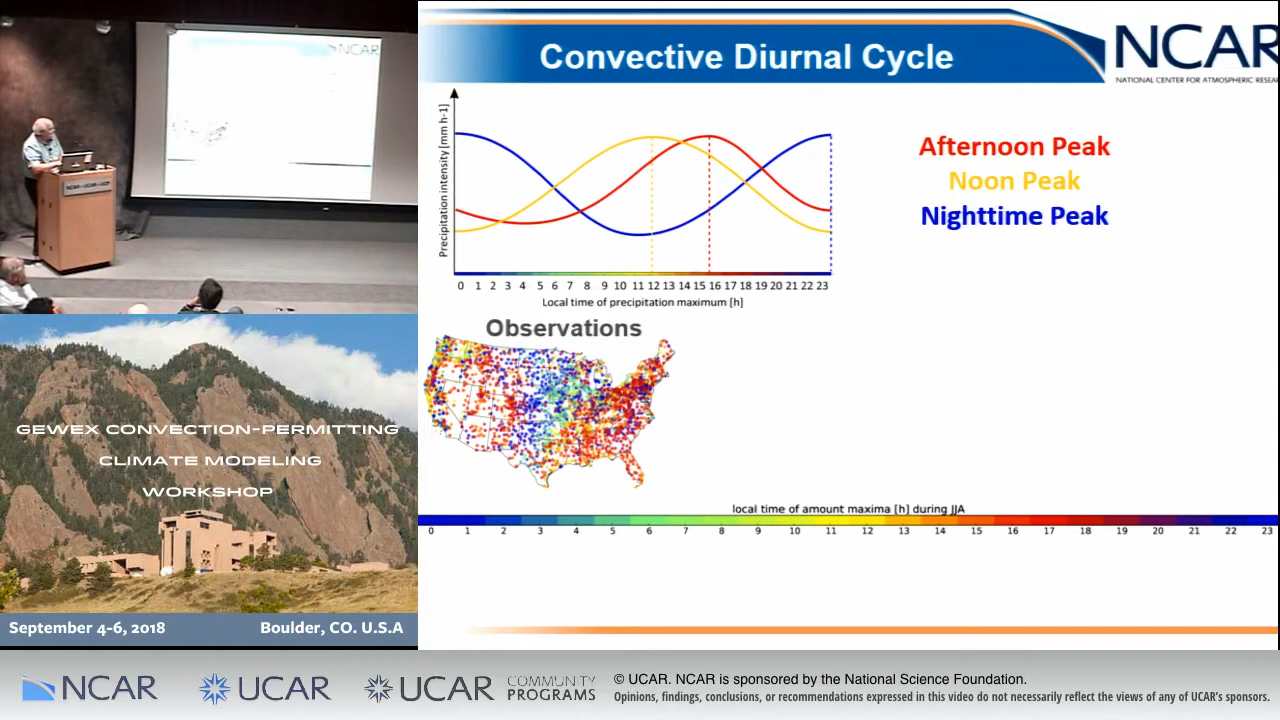 NCAR
NCAR-UCAR-UCP
GEWEX CONVECTION-PERMITTING
CLIMATE MODELING
WORKSHOP
September 4-6, 2018
Boulder, CO. U.S.A
Convective Diurnal Cycle
NCAR
NATIONAL CENTER FOR ATMOSPHERIC RESEA
Precipitation intensity [mm h-1]
0 1 2 3 4 5 6 7 8 9 10 11 12 13 14 15 16 17 18 19 20 21 22 23
Local time of precipitation maximum [h]
Afternoon Peak
Noon Peak
Nighttime Peak
Observations
local time of amount maxima [h] during JJA
0 1 2 3 4 5 6 7 8 9 10 11 12 13 14 15 16 17 18 19 20 21 22 23
NCAR
UCAR
UCAR
COMMUNITY
PROGRAMS
© UCAR. NCAR is sponsored by the National Science Foundation.
Opinions, findings, conclusions, or recommendations expressed in this video do not necessarily reflect the views of any of UCAR's sponsors.